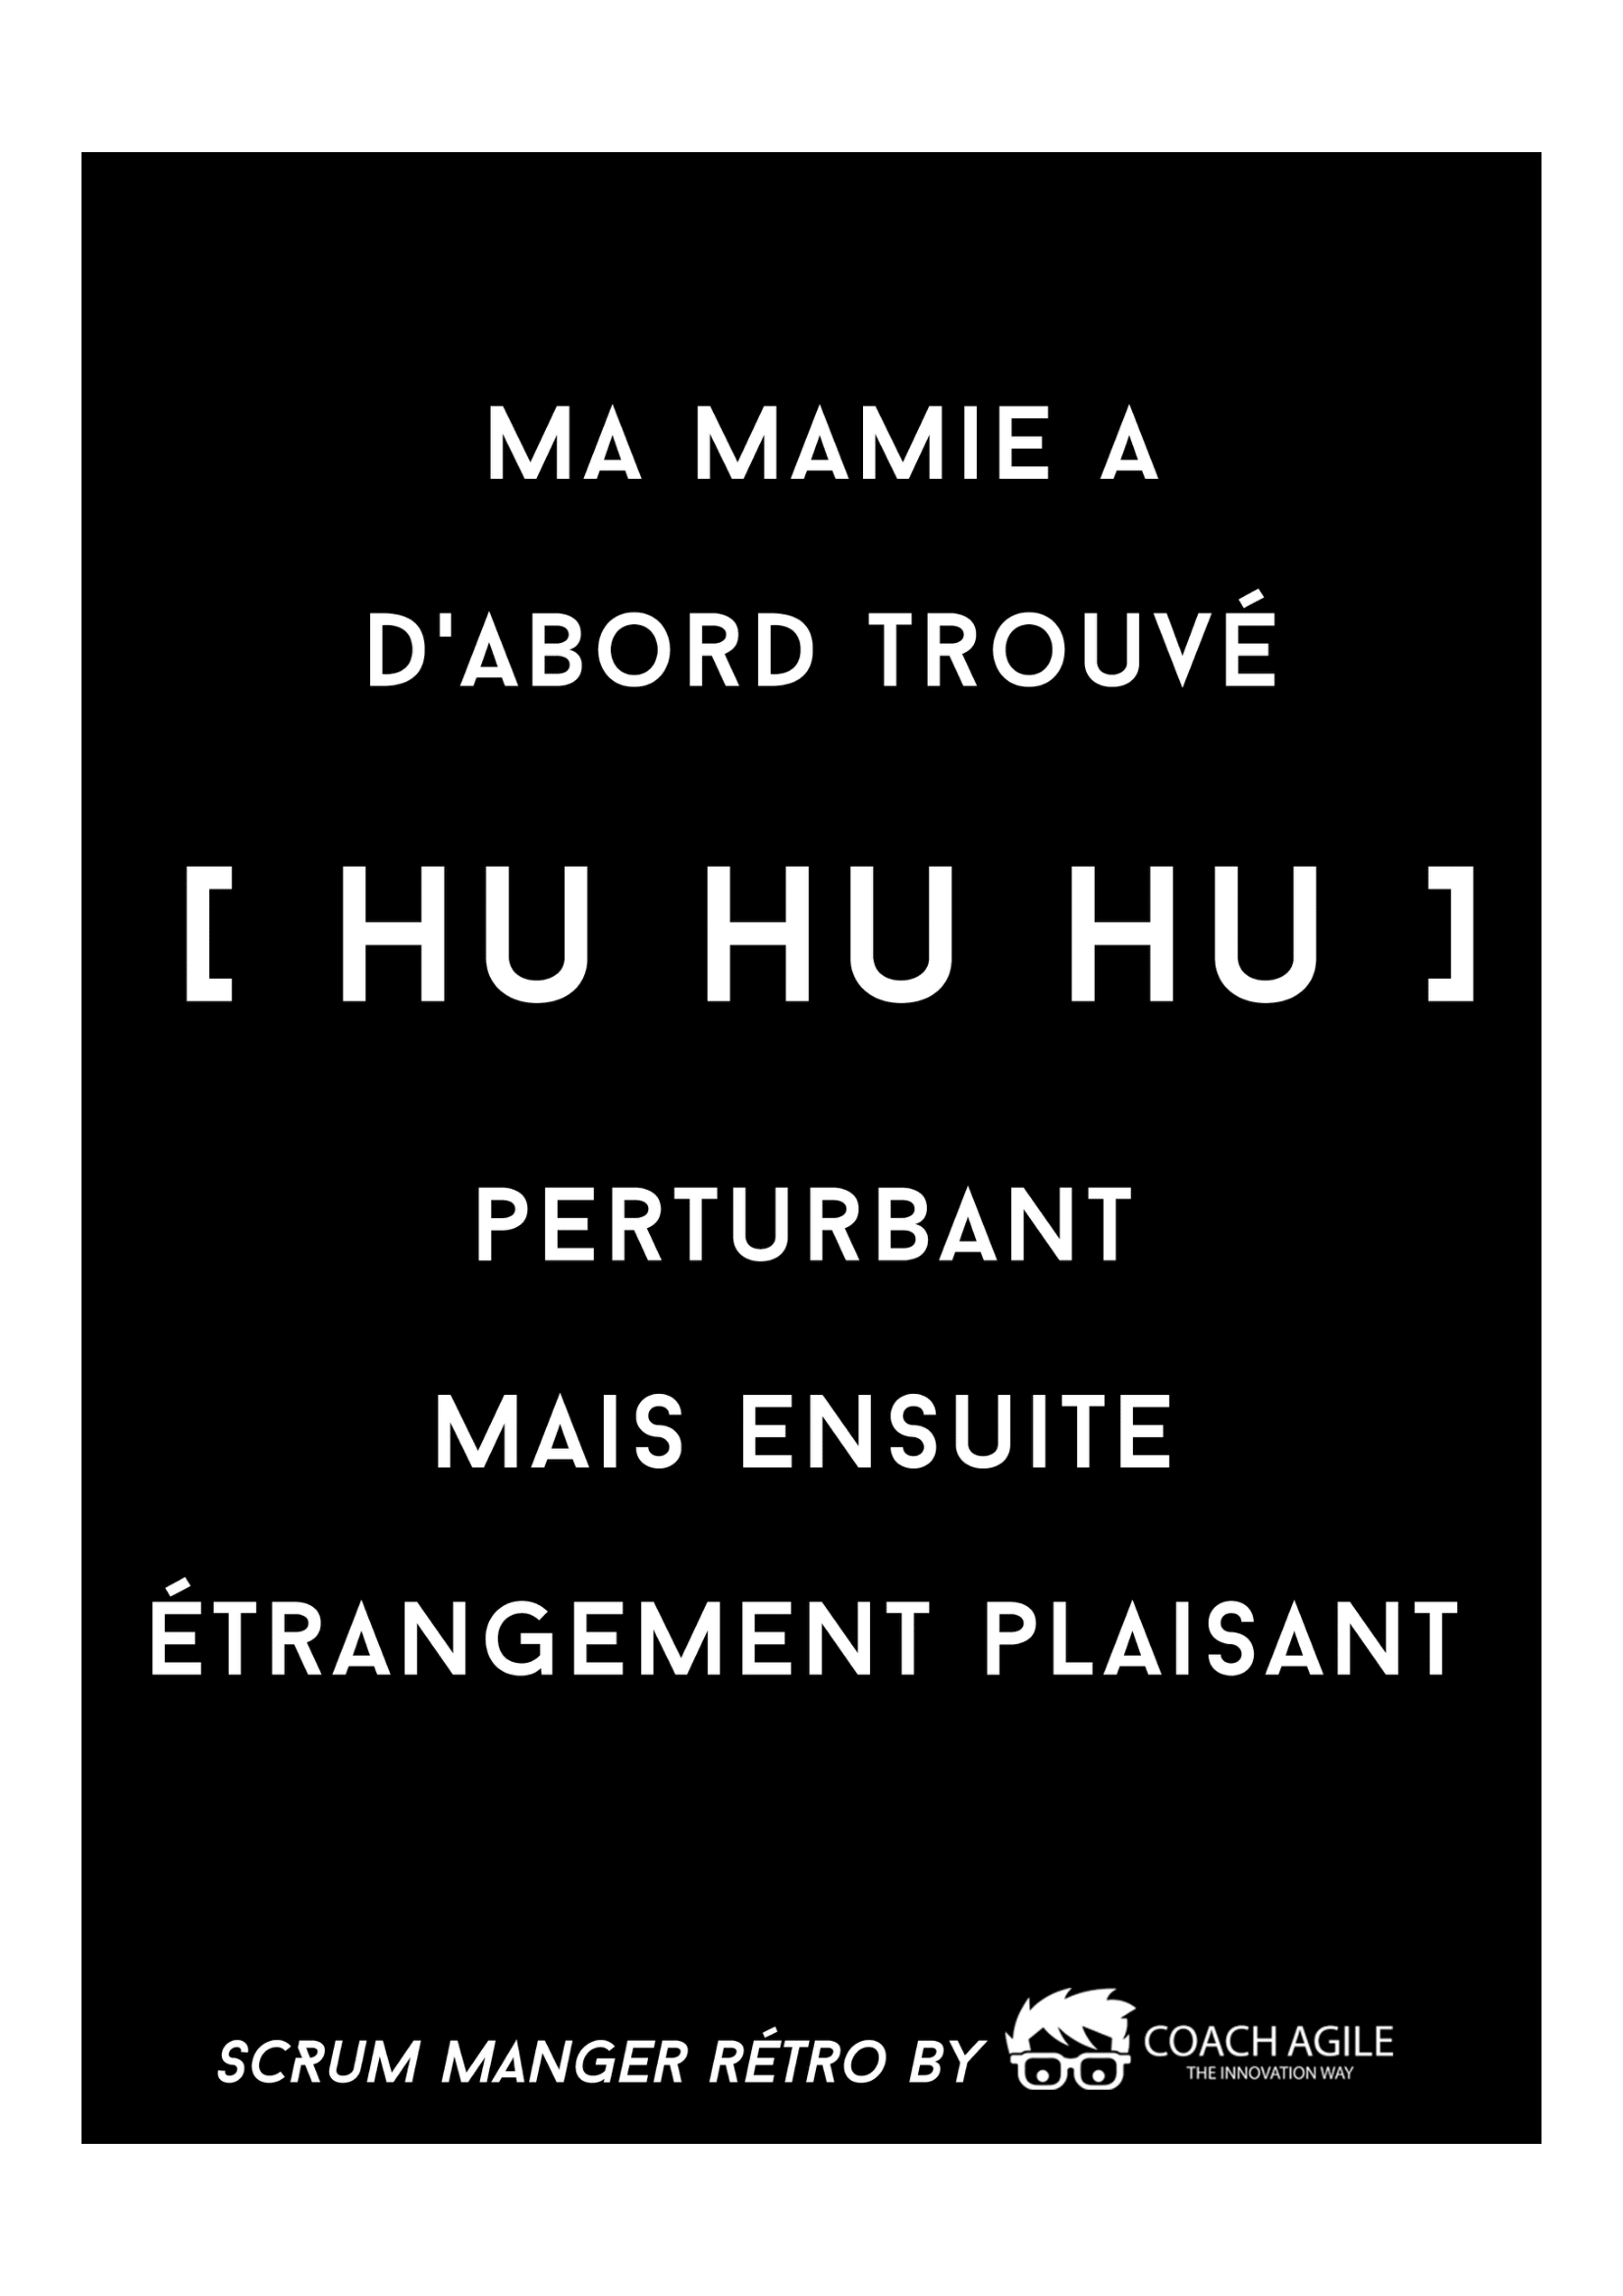 MA MAMIE A
D'ABORD TROUVÉ
[ HU HU HU ]
PERTURBANT
MAIS ENSUITE
ÉTRANGEMENT PLAISANT
SCRUM MANGER RÉTRO BY COACH AGILE
THE INNOVATION WAY